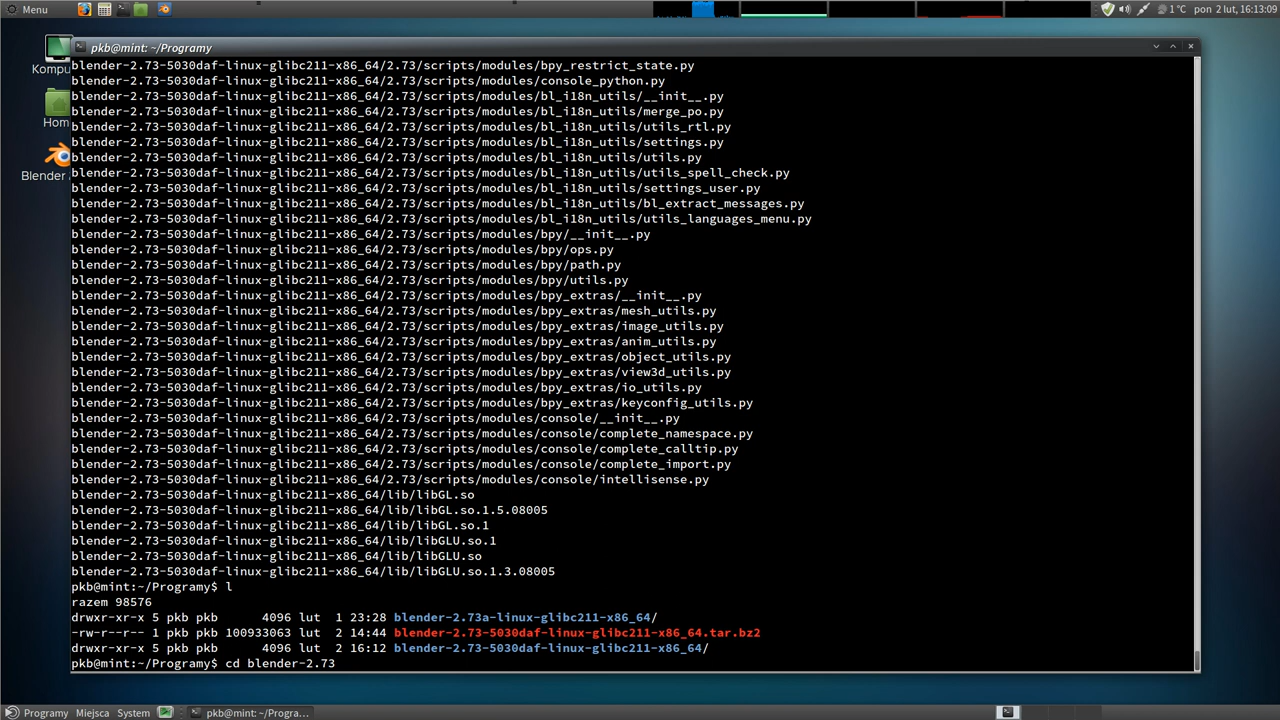 Menu
1 °C pon 2 lut, 16:13:09
pkb@mint: ~/Programy
Kompu
Hom
Blender
blender-2.73-5030daf-linux-glibc211-x86_64/2.73/scripts/modules/bpy_restrict_state.py
blender-2.73-5030daf-linux-glibc211-x86_64/2.73/scripts/modules/console_python.py
blender-2.73-5030daf-linux-glibc211-x86_64/2.73/scripts/modules/bl_i18n_utils/__init__.py
blender-2.73-5030daf-linux-glibc211-x86_64/2.73/scripts/modules/bl_i18n_utils/merge_po.py
blender-2.73-5030daf-linux-glibc211-x86_64/2.73/scripts/modules/bl_i18n_utils/utils_rtl.py
blender-2.73-5030daf-linux-glibc211-x86_64/2.73/scripts/modules/bl_i18n_utils/settings.py
blender-2.73-5030daf-linux-glibc211-x86_64/2.73/scripts/modules/bl_i18n_utils/utils.py
blender-2.73-5030daf-linux-glibc211-x86_64/2.73/scripts/modules/bl_i18n_utils/utils_spell_check.py
blender-2.73-5030daf-linux-glibc211-x86_64/2.73/scripts/modules/bl_i18n_utils/settings_user.py
blender-2.73-5030daf-linux-glibc211-x86_64/2.73/scripts/modules/bl_i18n_utils/bl_extract_messages.py
blender-2.73-5030daf-linux-glibc211-x86_64/2.73/scripts/modules/bl_i18n_utils/utils_languages_menu.py
blender-2.73-5030daf-linux-glibc211-x86_64/2.73/scripts/modules/bpy/__init__.py
blender-2.73-5030daf-linux-glibc211-x86_64/2.73/scripts/modules/bpy/ops.py
blender-2.73-5030daf-linux-glibc211-x86_64/2.73/scripts/modules/bpy/path.py
blender-2.73-5030daf-linux-glibc211-x86_64/2.73/scripts/modules/bpy/utils.py
blender-2.73-5030daf-linux-glibc211-x86_64/2.73/scripts/modules/bpy_extras/__init__.py
blender-2.73-5030daf-linux-glibc211-x86_64/2.73/scripts/modules/bpy_extras/mesh_utils.py
blender-2.73-5030daf-linux-glibc211-x86_64/2.73/scripts/modules/bpy_extras/image_utils.py
blender-2.73-5030daf-linux-glibc211-x86_64/2.73/scripts/modules/bpy_extras/anim_utils.py
blender-2.73-5030daf-linux-glibc211-x86_64/2.73/scripts/modules/bpy_extras/object_utils.py
blender-2.73-5030daf-linux-glibc211-x86_64/2.73/scripts/modules/bpy_extras/view3d_utils.py
blender-2.73-5030daf-linux-glibc211-x86_64/2.73/scripts/modules/bpy_extras/io_utils.py
blender-2.73-5030daf-linux-glibc211-x86_64/2.73/scripts/modules/bpy_extras/keyconfig_utils.py
blender-2.73-5030daf-linux-glibc211-x86_64/2.73/scripts/modules/console/__init__.py
blender-2.73-5030daf-linux-glibc211-x86_64/2.73/scripts/modules/console/complete_namespace.py
blender-2.73-5030daf-linux-glibc211-x86_64/2.73/scripts/modules/console/complete_calltip.py
blender-2.73-5030daf-linux-glibc211-x86_64/2.73/scripts/modules/console/complete_import.py
blender-2.73-5030daf-linux-glibc211-x86_64/2.73/scripts/modules/console/intellisense.py
blender-2.73-5030daf-linux-glibc211-x86_64/lib/libGL.so
blender-2.73-5030daf-linux-glibc211-x86_64/lib/libGL.so.1.5.08005
blender-2.73-5030daf-linux-glibc211-x86_64/lib/libGL.so.1
blender-2.73-5030daf-linux-glibc211-x86_64/lib/libGLU.so.1
blender-2.73-5030daf-linux-glibc211-x86_64/lib/libGLU.so
blender-2.73-5030daf-linux-glibc211-x86_64/lib/libGLU.so.1.3.08005
pkb@mint:~/Programy$ l
razem 98576
drwxr-xr-x 5 pkb pkb      4096 lut  1 23:28 blender-2.73a-linux-glibc211-x86_64/
-rw-r--r-- 1 pkb pkb 100933063 lut  2 14:44 blender-2.73-5030daf-linux-glibc211-x86_64.tar.bz2
drwxr-xr-x 5 pkb pkb      4096 lut  2 16:12 blender-2.73-5030daf-linux-glibc211-x86_64/
pkb@mint:~/Programy$ cd blender-2.73
Programy Miejsca System pkb@mint: ~/Progra...